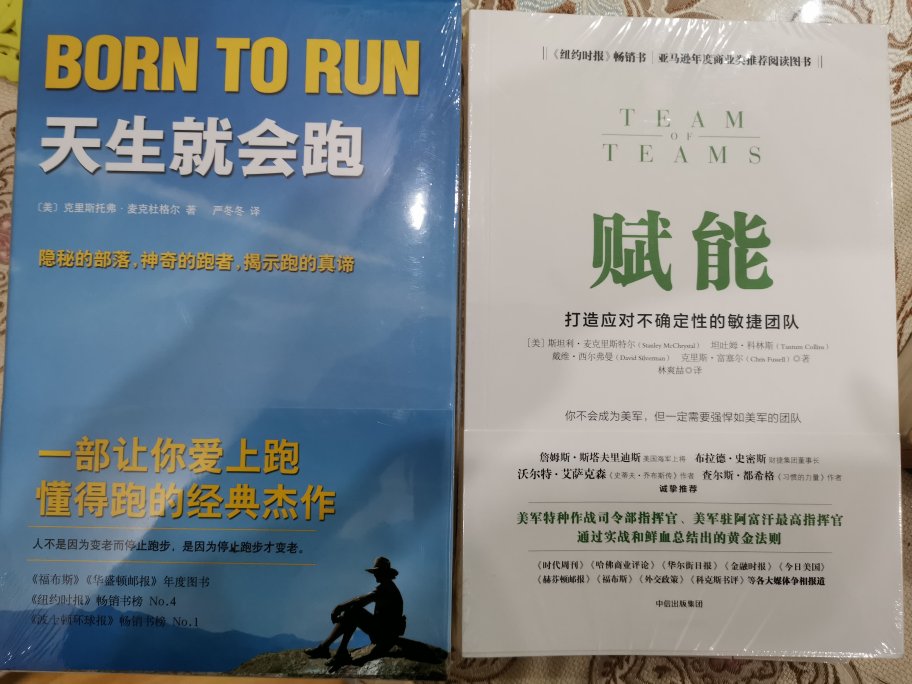 BORN TO RUN
天生就会跑
〔美〕克里斯托弗·麦克杜格尔 著 严冬冬 译
隐秘的部落,神奇的跑者,揭示跑的真谛
一部让你爱上跑
懂得跑的经典杰作
人不是因为变老而停止跑步，是因为停止跑步才变老。
《福布斯》《华盛顿邮报》年度图书
《纽约时报》畅销书榜 No.4
《波士顿环球报》畅销书榜 No.1
《纽约时报》畅销书 | 亚马逊年度商业类推荐阅读图书
TEAM
OF
TEAMS
赋能
打造应对不确定性的敏捷团队
［美］斯坦利·麦克里斯特尔（Stanley McChrystal） 坦吐姆·科林斯（Tantum Collins）
戴维·西尔弗曼（David Silverman） 克里斯·富塞尔（Chris Fussell）◎著
林爽喆◎译
你不会成为美军，但一定需要强悍如美军的团队
詹姆斯·斯塔夫里迪斯 美国海军上将 布拉德·史密斯 财捷集团董事长
沃尔特·艾萨克森《史蒂夫·乔布斯传》作者 查尔斯·都希格《习惯的力量》作者
诚挚推荐
美军特种作战司令部指挥官、美军驻阿富汗最高指挥官
通过实战和鲜血总结出的黄金法则
《时代周刊》《哈佛商业评论》《华尔街日报》《金融时报》《今日美国》
《赫芬顿邮报》《福布斯》《外交政策》《科克斯书评》等各大媒体争相报道
中信出版集团